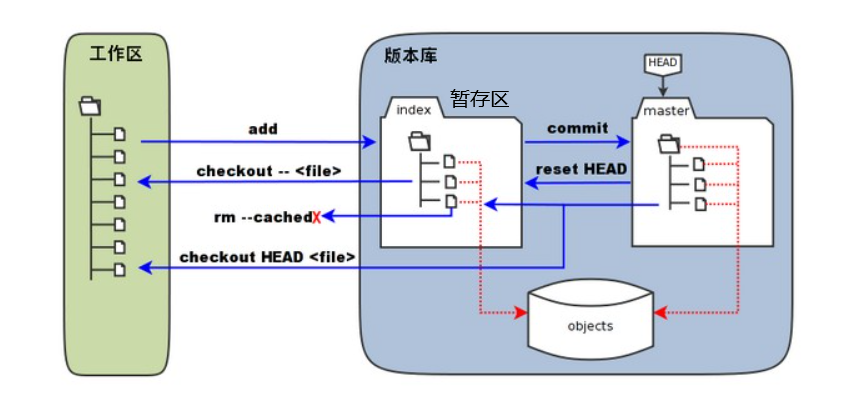 工作区
版本库
HEAD
index
暂存区
master
add
commit
checkout -- <file>
reset HEAD
rm --cached
X
checkout HEAD <file>
objects